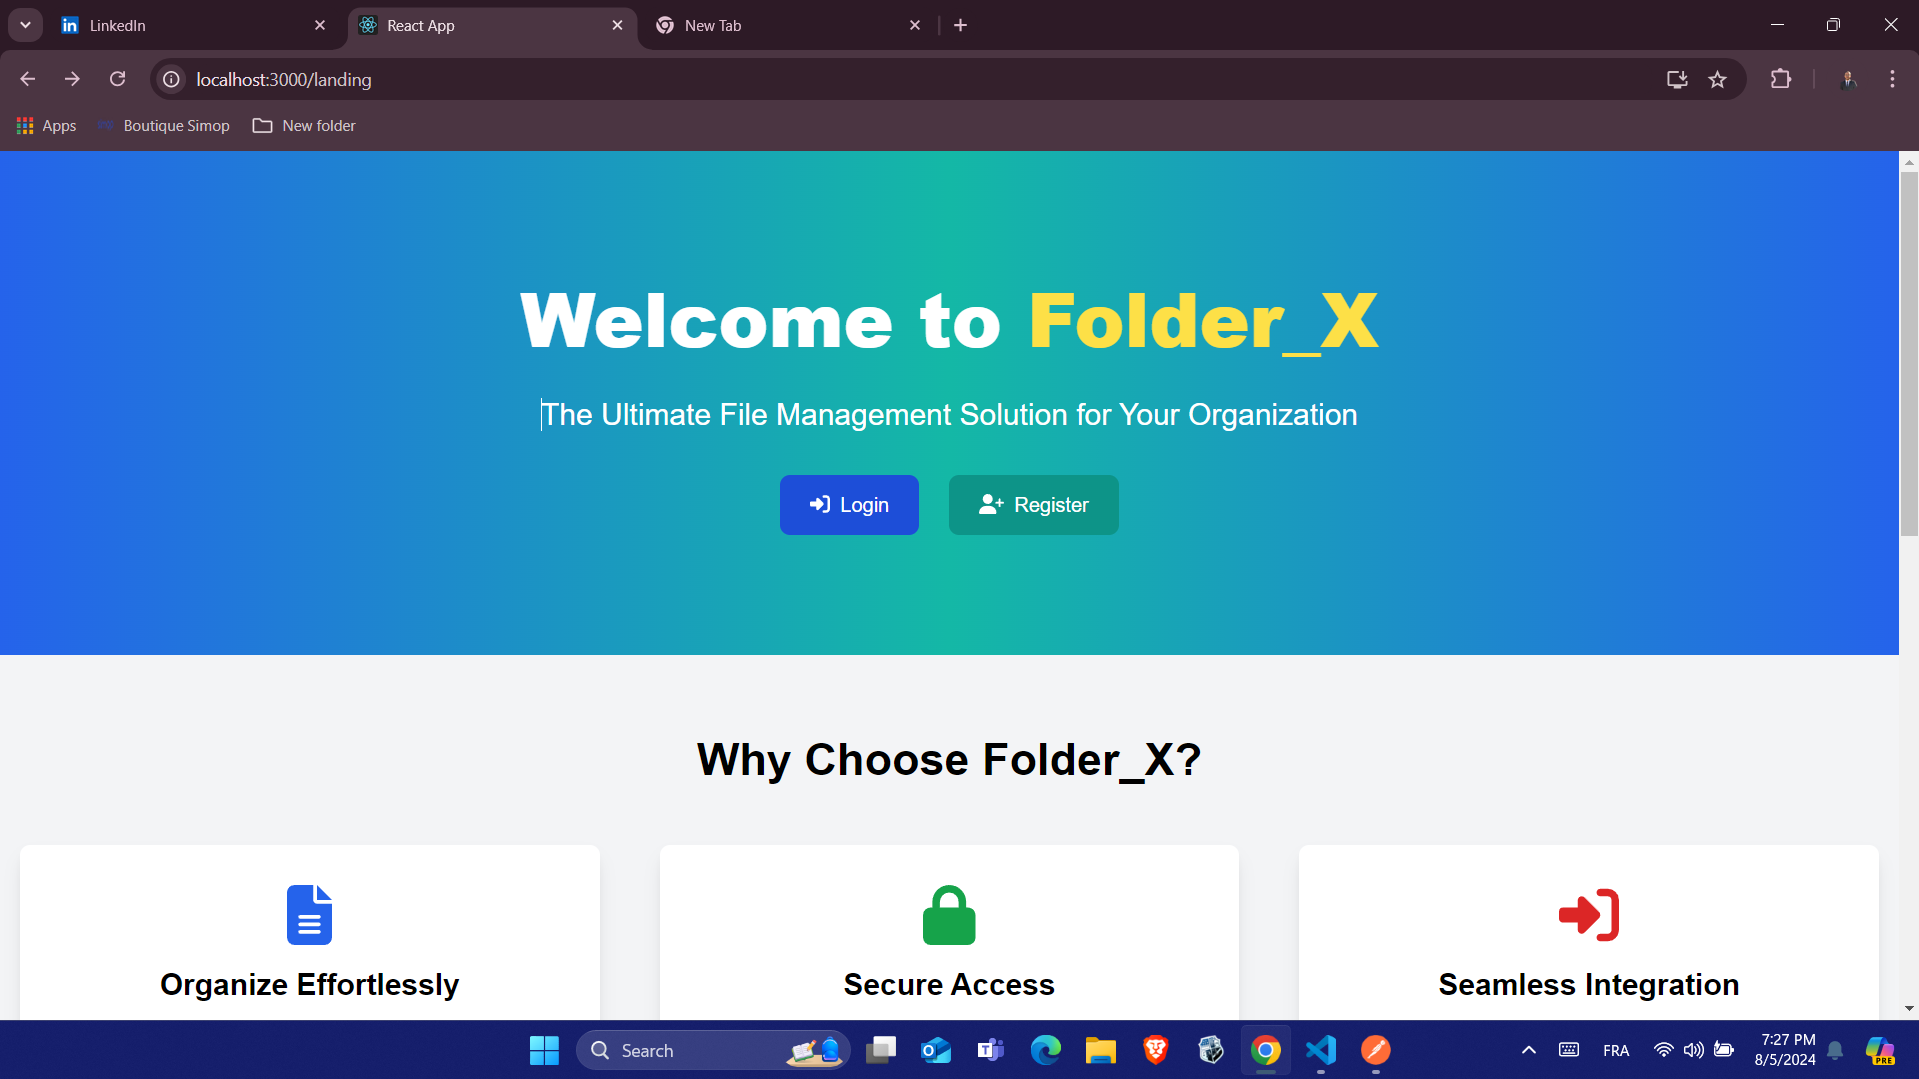 LinkedIn
React App
New Tab
localhost:3000/landing
Apps
Boutique Simop
New folder
Welcome to Folder_X
The Ultimate File Management Solution for Your Organization
Login
Register
Why Choose Folder_X?
Organize Effortlessly
Secure Access
Seamless Integration
Search
FRA
7:27 PM
8/5/2024
PRE